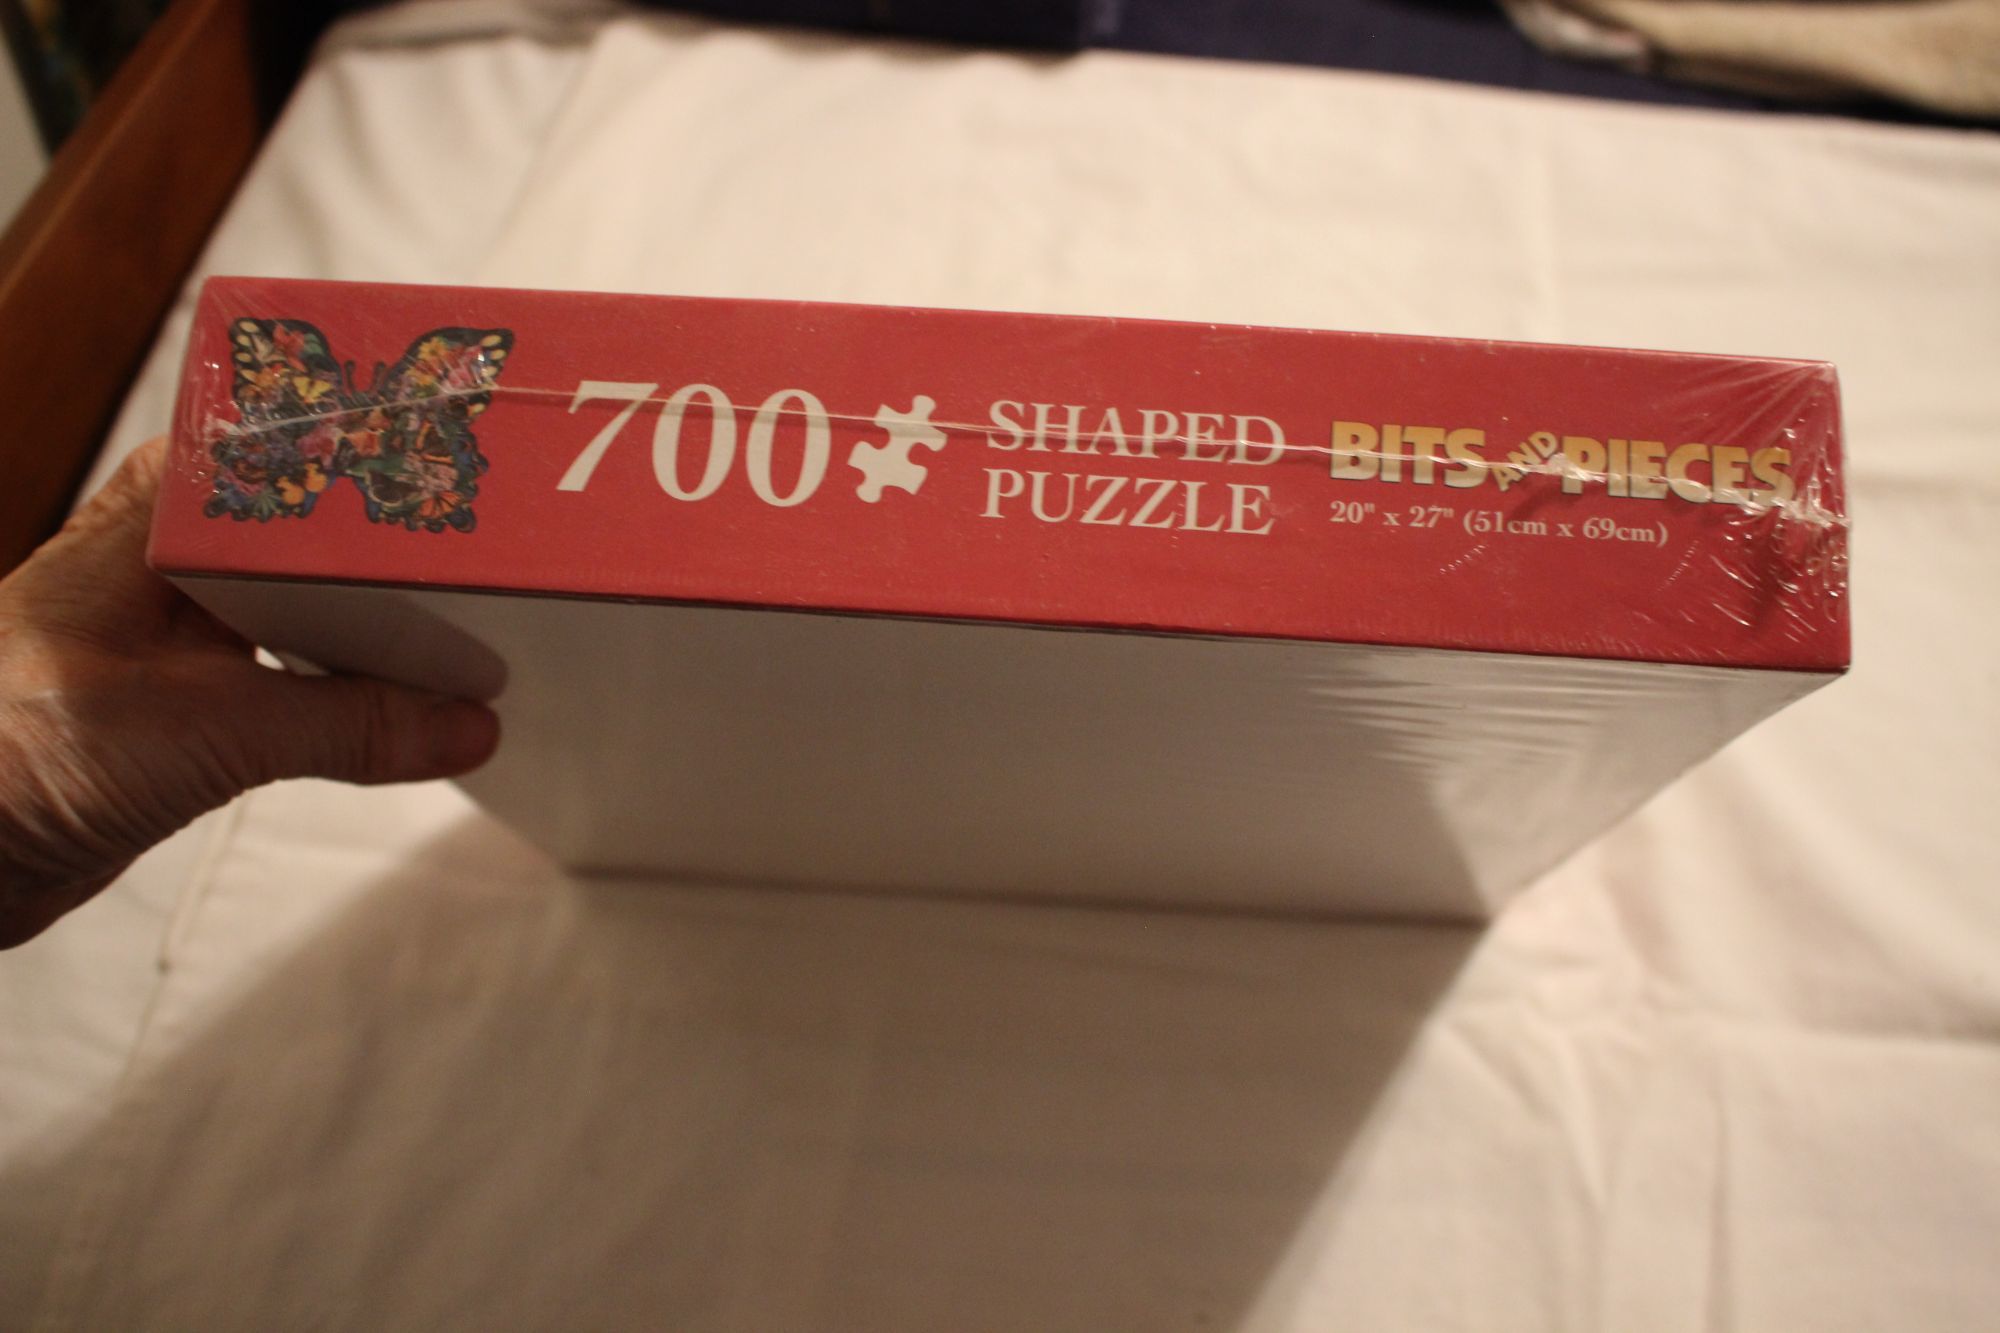 700
SHAPED
PUZZLE
BITS AND PIECES
20" x 27" (51cm x 69cm)